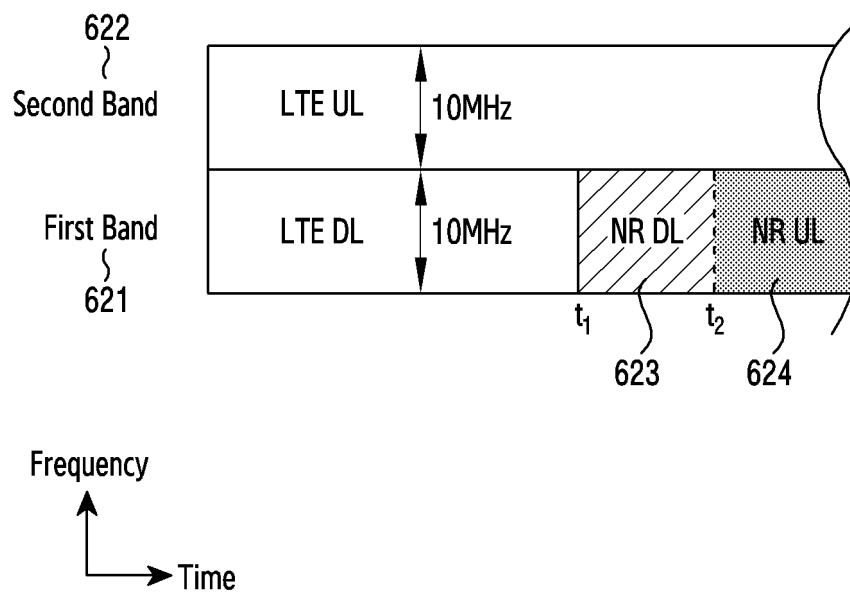 622
Second Band
LTE UL
10MHz
First Band
LTE DL
10MHz
NR DL
NR UL
621
t1
t2
623
624
Frequency
Time